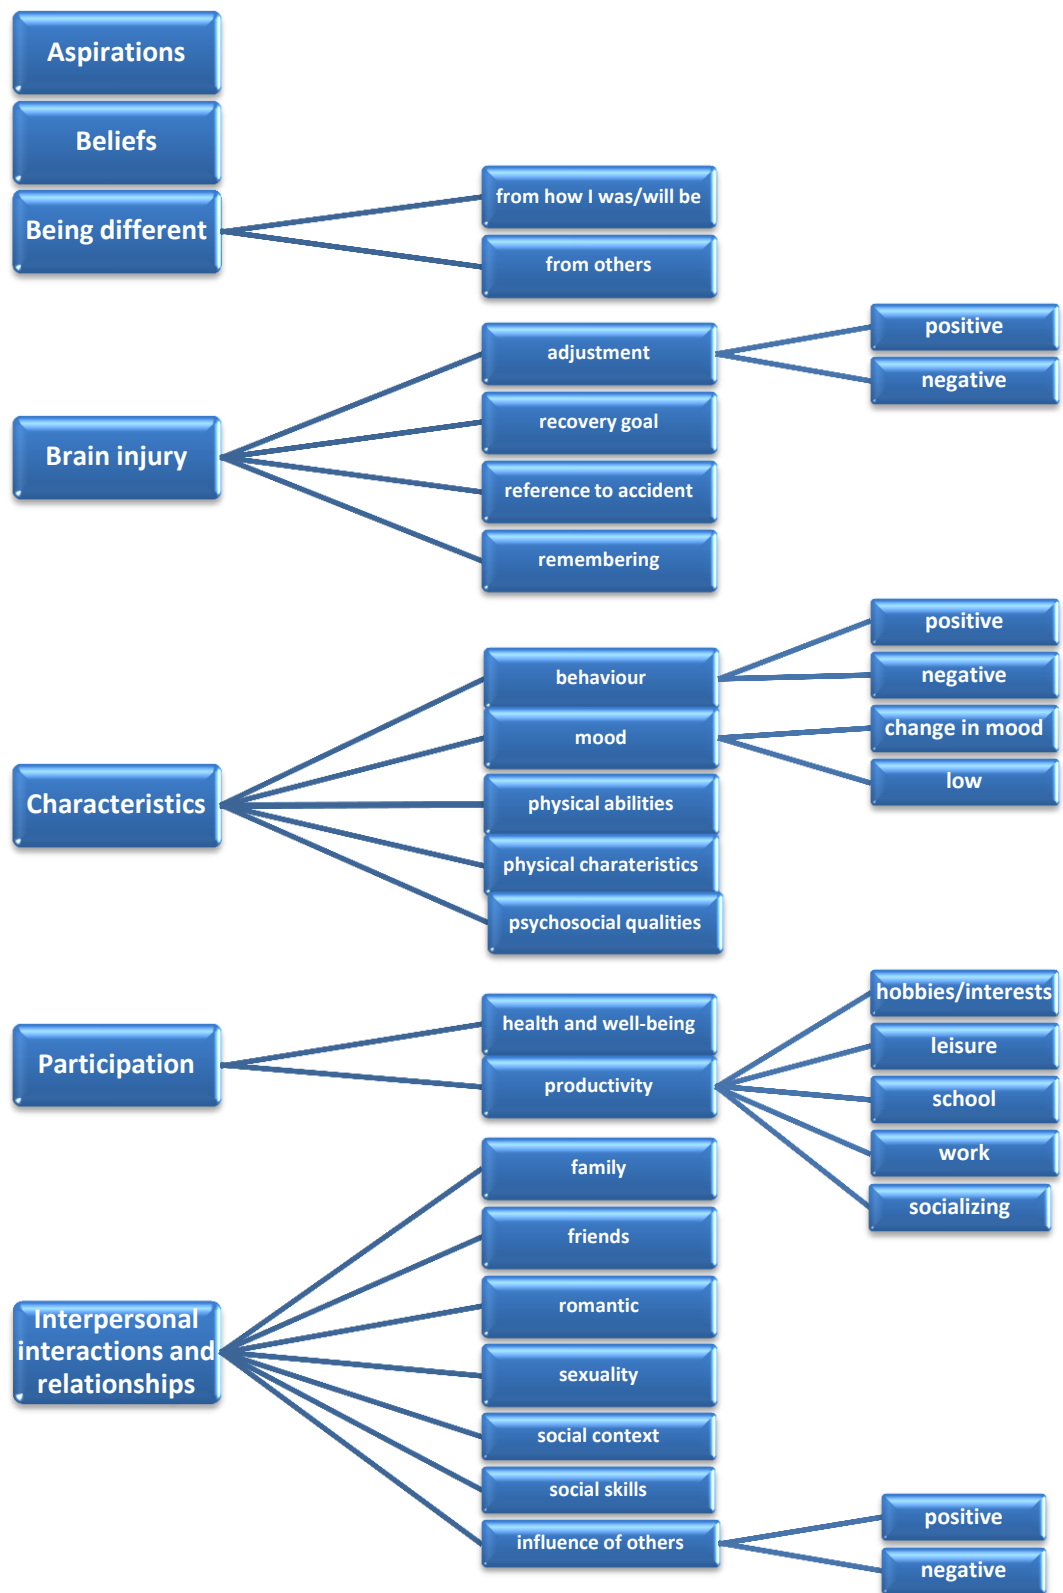 Aspirations
Beliefs
Being different
from how I was/will be
from others
Brain injury
adjustment
positive
negative
recovery goal
reference to accident
remembering
Characteristics
behaviour
positive
negative
mood
change in mood
low
physical abilities
physical charateristics
psychosocial qualities
Participation
health and well-being
productivity
hobbies/interests
leisure
school
work
socializing
Interpersonal
interactions and
relationships
family
friends
romantic
sexuality
social context
social skills
influence of others
positive
negative